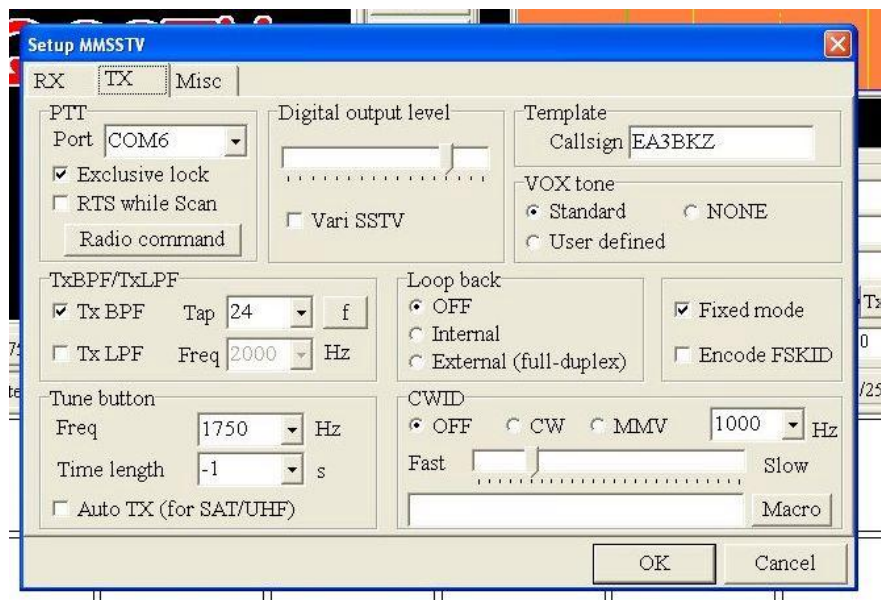 Setup MMSSTV
RX TX Misc
PTT
Port COM6
Exclusive lock
RTS while Scan
Radio command
Digital output level
Vari SSTV
Template
Callsign EA3BKZ
VOX tone
Standard NONE
User defined
TxBPF/TxLPF
Tx BPF Tap 24 f
Tx LPF Freq 2000 Hz
Loop back
OFF
Internal
External (full-duplex)
Fixed mode
Encode FSKID
Tune button
Freq 1750 Hz
Time length -1 s
Auto TX (for SAT/UHF)
CWID
OFF CW MMV 1000 Hz
Fast Slow
Macro
OK Cancel